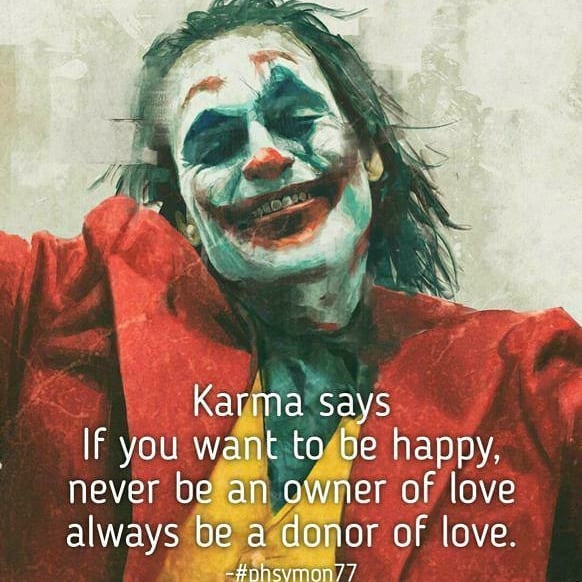 Karma says
If you want to be happy,
never be an owner of love
always be a donor of love.
-#phsymon77